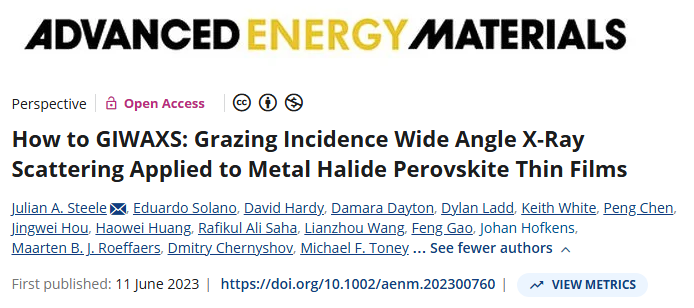 ADVANCED ENERGY MATERIALS
Perspective Open Access
How to GIWAXS: Grazing Incidence Wide Angle X-Ray
Scattering Applied to Metal Halide Perovskite Thin Films
Julian A. Steele, Eduardo Solano, David Hardy, Damara Dayton, Dylan Ladd, Keith White, Peng Chen,
Jingwei Hou, Haowei Huang, Rafikul Ali Saha, Lianzhou Wang, Feng Gao, Johan Hofkens,
Maarten B. J. Roeffaers, Dmitry Chernyshov, Michael F. Toney ... See fewer authors
First published: 11 June 2023 | https://doi.org/10.1002/aenm.202300760 | VIEW METRICS